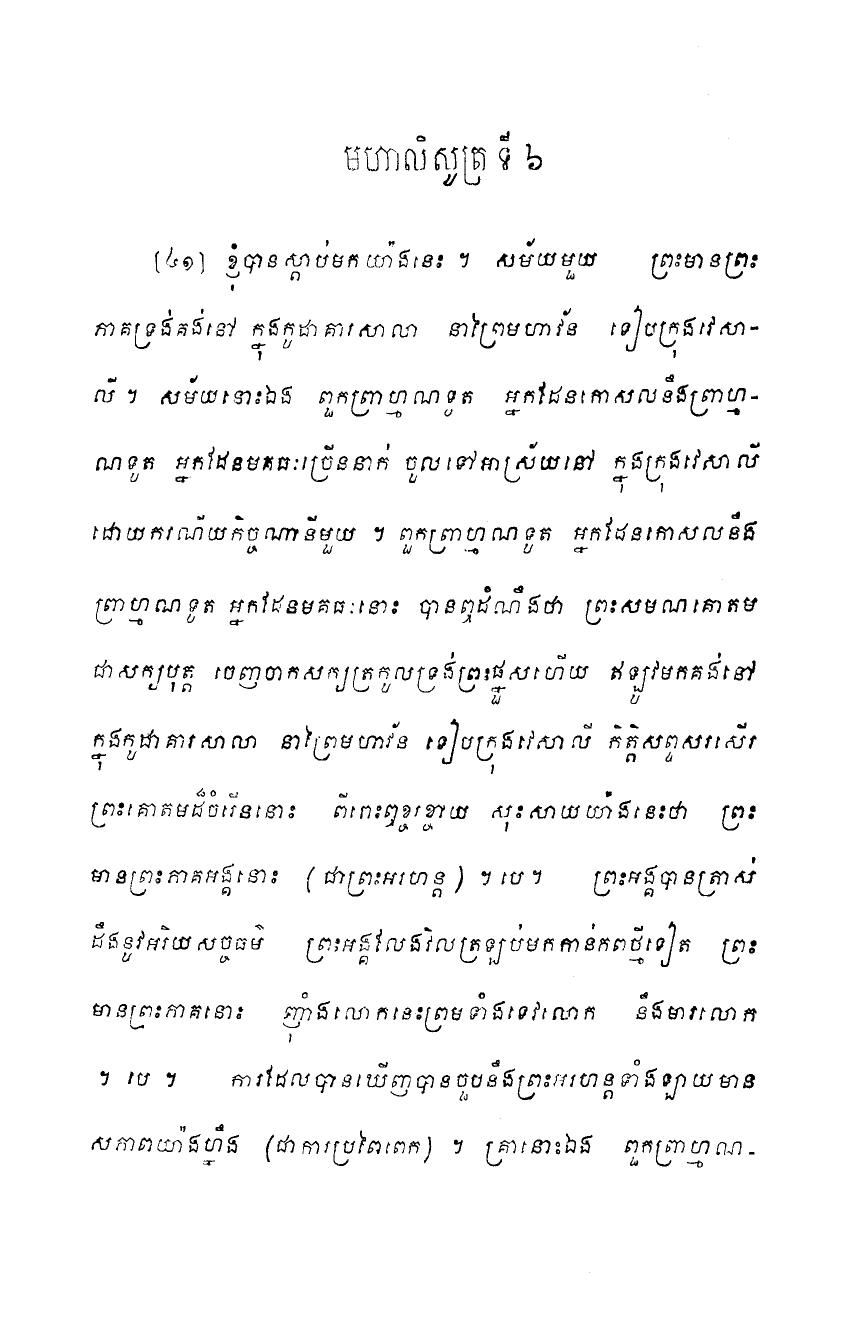 មហាលិសូត្រ ទី ៦
[៤១] ខ្ញុំបានស្តាប់មកយ៉ាងនេះ ។ សម័យមួយ ព្រះមានព្រះ
ភាគទ្រង់គង់នៅ ក្នុងកូដាគារសាលា នាព្រៃមហាវ័ន ទៀបក្រុងវេសា-
លី ។ សម័យនោះឯង ពួកព្រាហ្មណទូត អ្នកដែនកោសលនឹងព្រាហ្ម-
ណទូត អ្នកដែនមគធៈច្រើននាក់ ចូលទៅអាស្រ័យនៅ ក្នុងក្រុងវេសាលី
ដោយករណីយកិច្ចណានីមួយ ។ ពួកព្រាហ្មណទូត អ្នកដែនកោសលនឹង
ព្រាហ្មណទូត អ្នកដែនមគធៈនោះ បានឮដំណឹងថា ព្រះសមណគោតម
ជាសក្យបុត្ត ចេញចាកសក្យត្រកូលទ្រង់ព្រះផ្នួសហើយ ឥឡូវមកគង់នៅ
ក្នុងកូដាគារសាលា នាព្រៃមហាវ័ន ទៀបក្រុងវេសាលី កិត្តិសព្ទសរសើរ
ព្រះគោតមដ៏ចំរើននោះ ពីពោះឮខ្ចរខ្ចាយ សុះសាយយ៉ាងនេះថា ព្រះ
មានព្រះភាគអង្គនោះ (ជាព្រះអរហន្ត) ។ បេ ។ ព្រះអង្គបានត្រាស់
ដឹងនូវអរិយសច្ចធម៌ ព្រះអង្គលែងវិលត្រឡប់មកកាន់ភពថ្មីទៀត ព្រះ
មានព្រះភាគនោះ ញ៉ាំងលោកនេះព្រមទាំងទេវលោក នឹងមារលោក
។ បេ ។ ការដែលបានឃើញបានចួបនឹងព្រះអរហន្តទាំងឡាយមាន
សភាពយ៉ាងហ្នឹង (ជាការប្រពៃពេក) ។ គ្រានោះឯង ពួកព្រាហ្មណ-